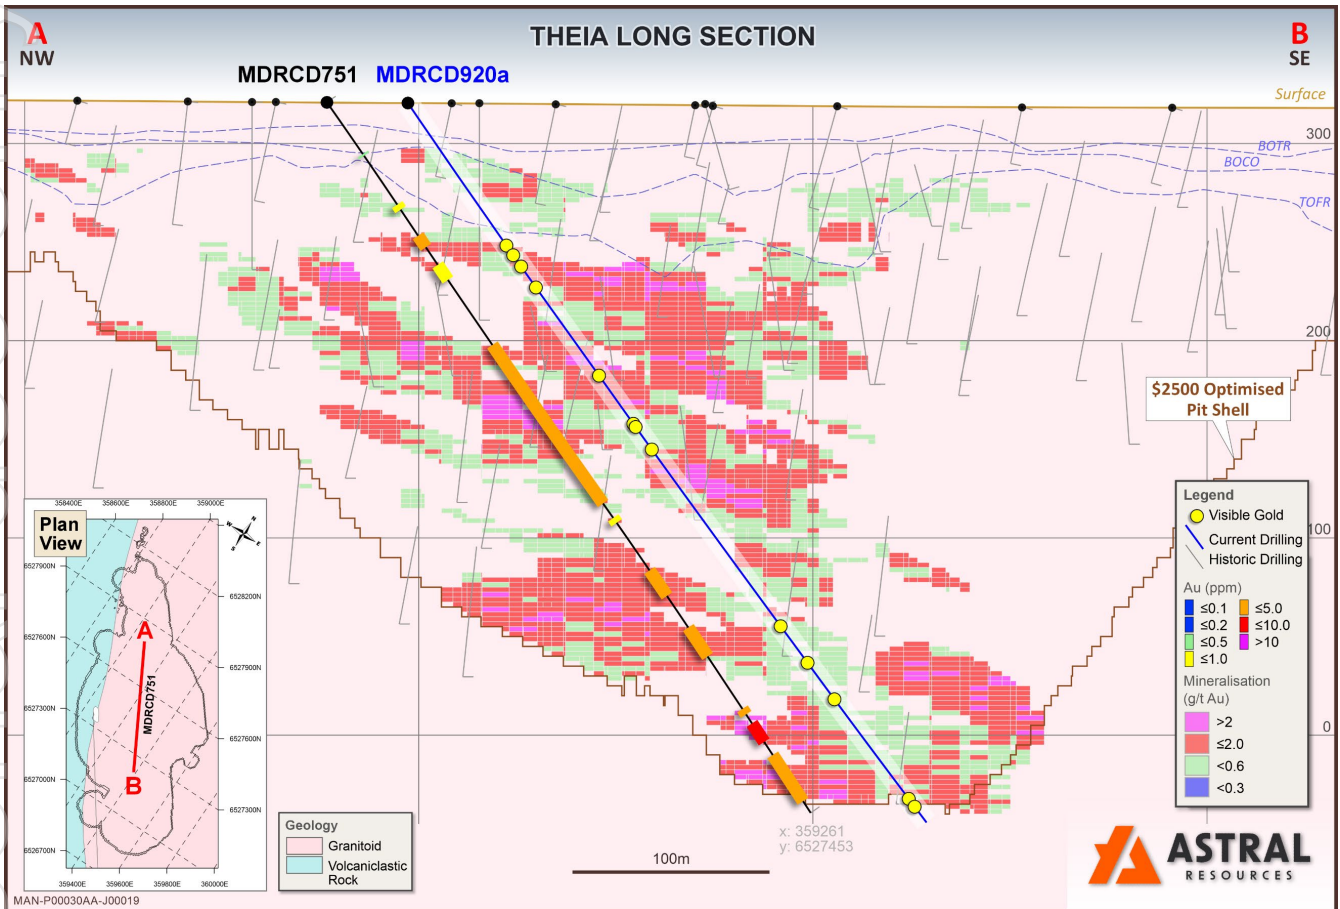 THEIA LONG SECTION
A
NW
B
SE
MDRCD751
MDRCD920a
Surface
300
BOTR
BOCO
TOFR
200
$2500 Optimised
Pit Shell
100
0
Legend
Visible Gold
Current Drilling
Historic Drilling
Au (ppm)
≤0.1
≤5.0
≤0.2
≤10.0
≤0.5
>10
≤1.0
Mineralisation
(g/t Au)
>2
≤2.0
<0.6
<0.3
358400E
358600E
358800E
359000E
Plan
View
N
W
E
S
6527900N
6528200N
6527600N
6527900N
6527300N
6527600N
6527000N
6527300N
6526700N
A
MDRCD751
B
359400E
359600E
359800E
360000E
Geology
Granitoid
Volcaniclastic
Rock
x: 359261
y: 6527453
100m
ASTRAL
RESOURCES
MAN-P00030AA-J00019